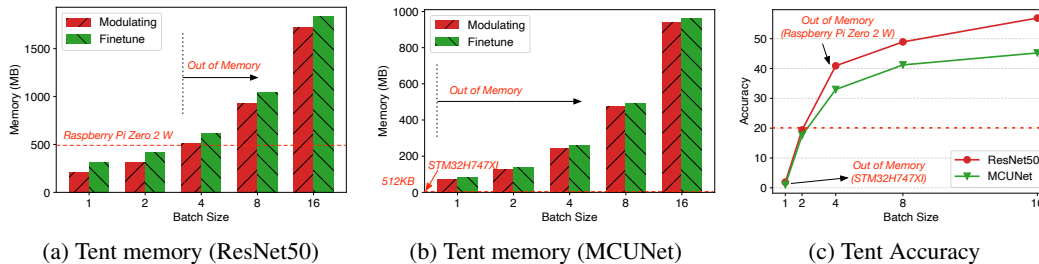 Modulating
Finetune
Out of Memory
Raspberry Pi Zero 2 W
Memory (MB)
1500
1000
500
0
1 2 4 8 16
Batch Size
(a) Tent memory (ResNet50)
Modulating
Finetune
Out of Memory
STM32H747XI
512KB
Memory (MB)
1000
800
600
400
200
0
1 2 4 8 16
Batch Size
(b) Tent memory (MCUNet)
Out of Memory
(Raspberry Pi Zero 2 W)
Out of Memory
(STM32H747XI)
ResNet50
MCUNet
Accuracy
50
40
30
20
10
0
1 2 4 8 16
Batch Size
(c) Tent Accuracy